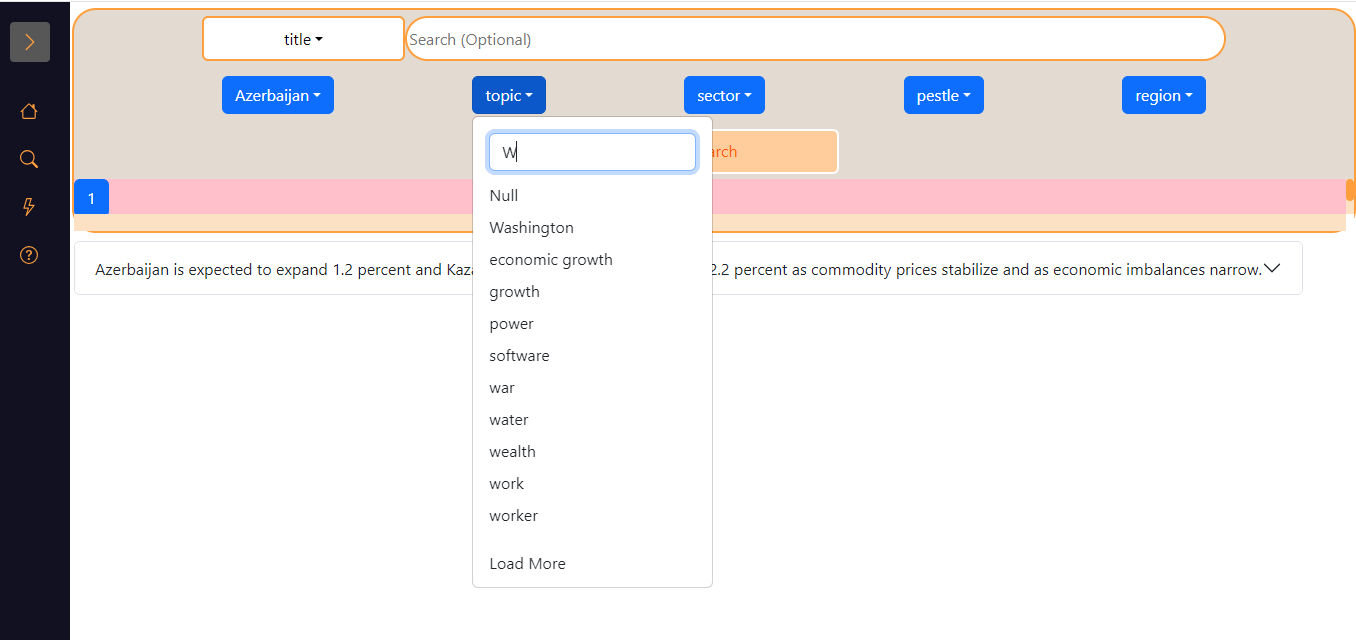 title
Search (Optional)
Azerbaijan
topic
sector
pestle
region
W
arch
Null
1
Washington
economic growth
Azerbaijan is expected to expand 1.2 percent and Kaza
2.2 percent as commodity prices stabilize and as economic imbalances narrow.
growth
power
software
war
water
wealth
work
worker
Load More